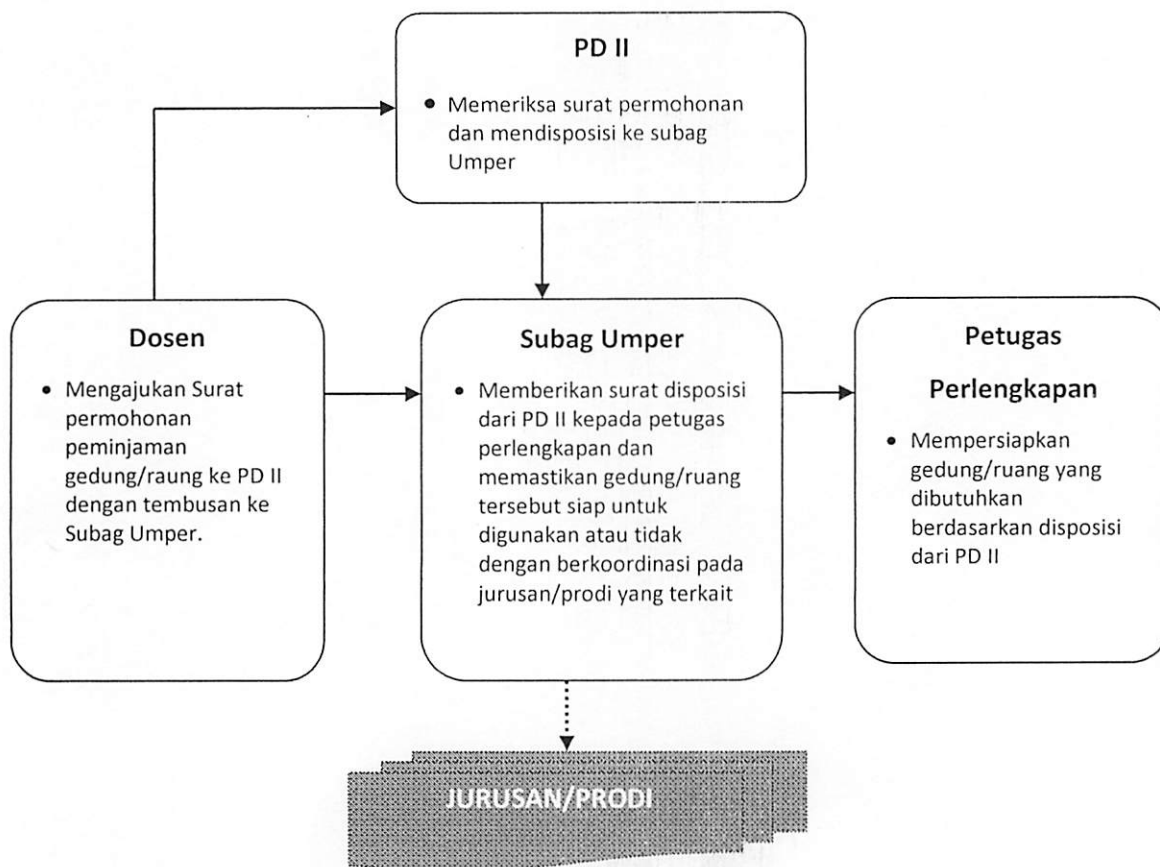 PD II
• Memeriksa surat permohonan
dan mendisposisi ke subag
Umper
Dosen
• Mengajukan Surat
permohonan
peminjaman
gedung/raung ke PD II
dengan tembusan ke
Subag Umper.
Subag Umper
• Memberikan surat disposisi
dari PD II kepada petugas
perlengkapan dan
memastikan gedung/ruang
tersebut siap untuk
digunakan atau tidak
dengan berkoordinasi pada
jurusan/prodi yang terkait
Petugas
Perlengkapan
• Mempersiapkan
gedung/ruang yang
dibutuhkan
berdasarkan disposisi
dari PD II
JURUSAN/PRODI